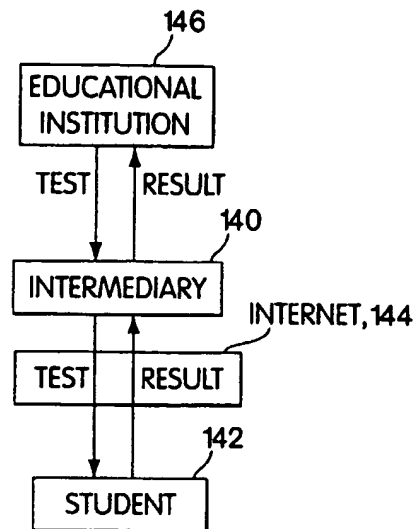 146
EDUCATIONAL
INSTITUTION
TEST RESULT
140
INTERMEDIARY
INTERNET, 144
TEST RESULT
142
STUDENT